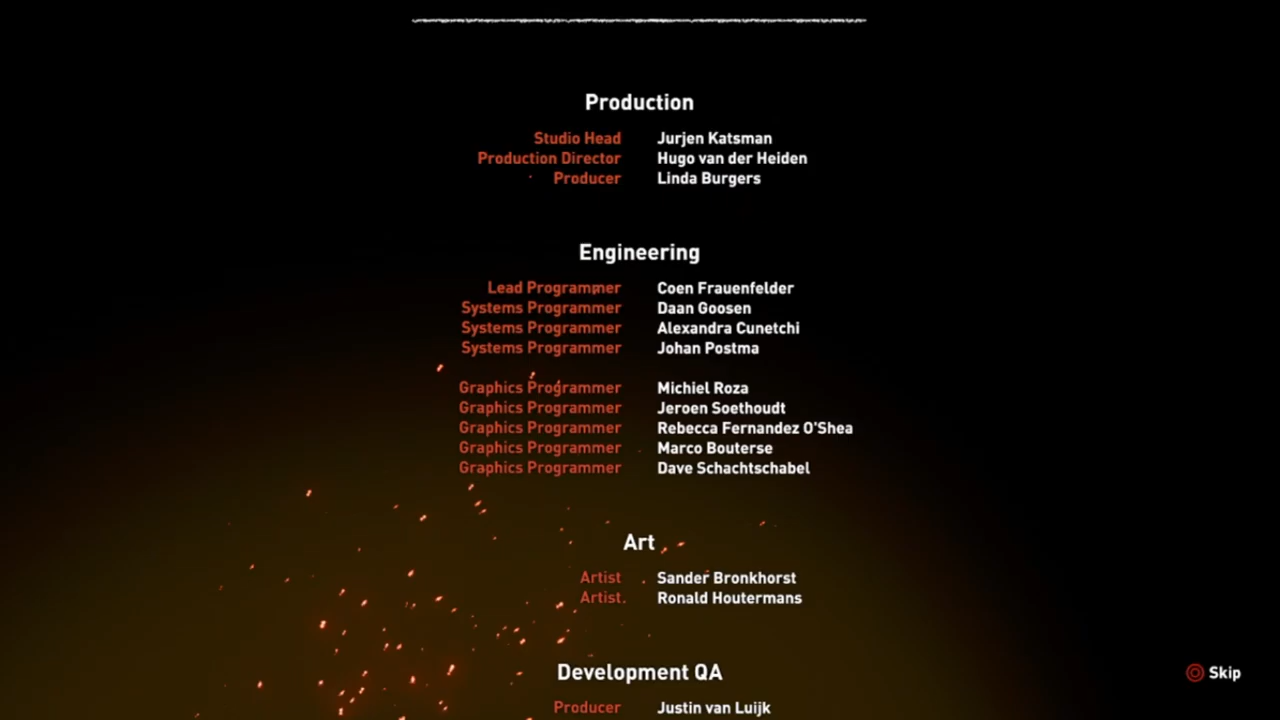 Production
Studio Head Jurjen Katsman
Production Director Hugo van der Heiden
Producer Linda Burgers
Engineering
Lead Programmer Coen Frauenfelder
Systems Programmer Daan Goosen
Systems Programmer Alexandra Cunetchi
Systems Programmer Johan Postma
Graphics Programmer Michiel Roza
Graphics Programmer Jeroen Soethoudt
Graphics Programmer Rebecca Fernandez O'Shea
Graphics Programmer Marco Bouterse
Graphics Programmer Dave Schachtschabel
Art
Artist Sander Bronkhorst
Artist Ronald Houtermans
Development QA
Skip
Producer Justin van Luijk